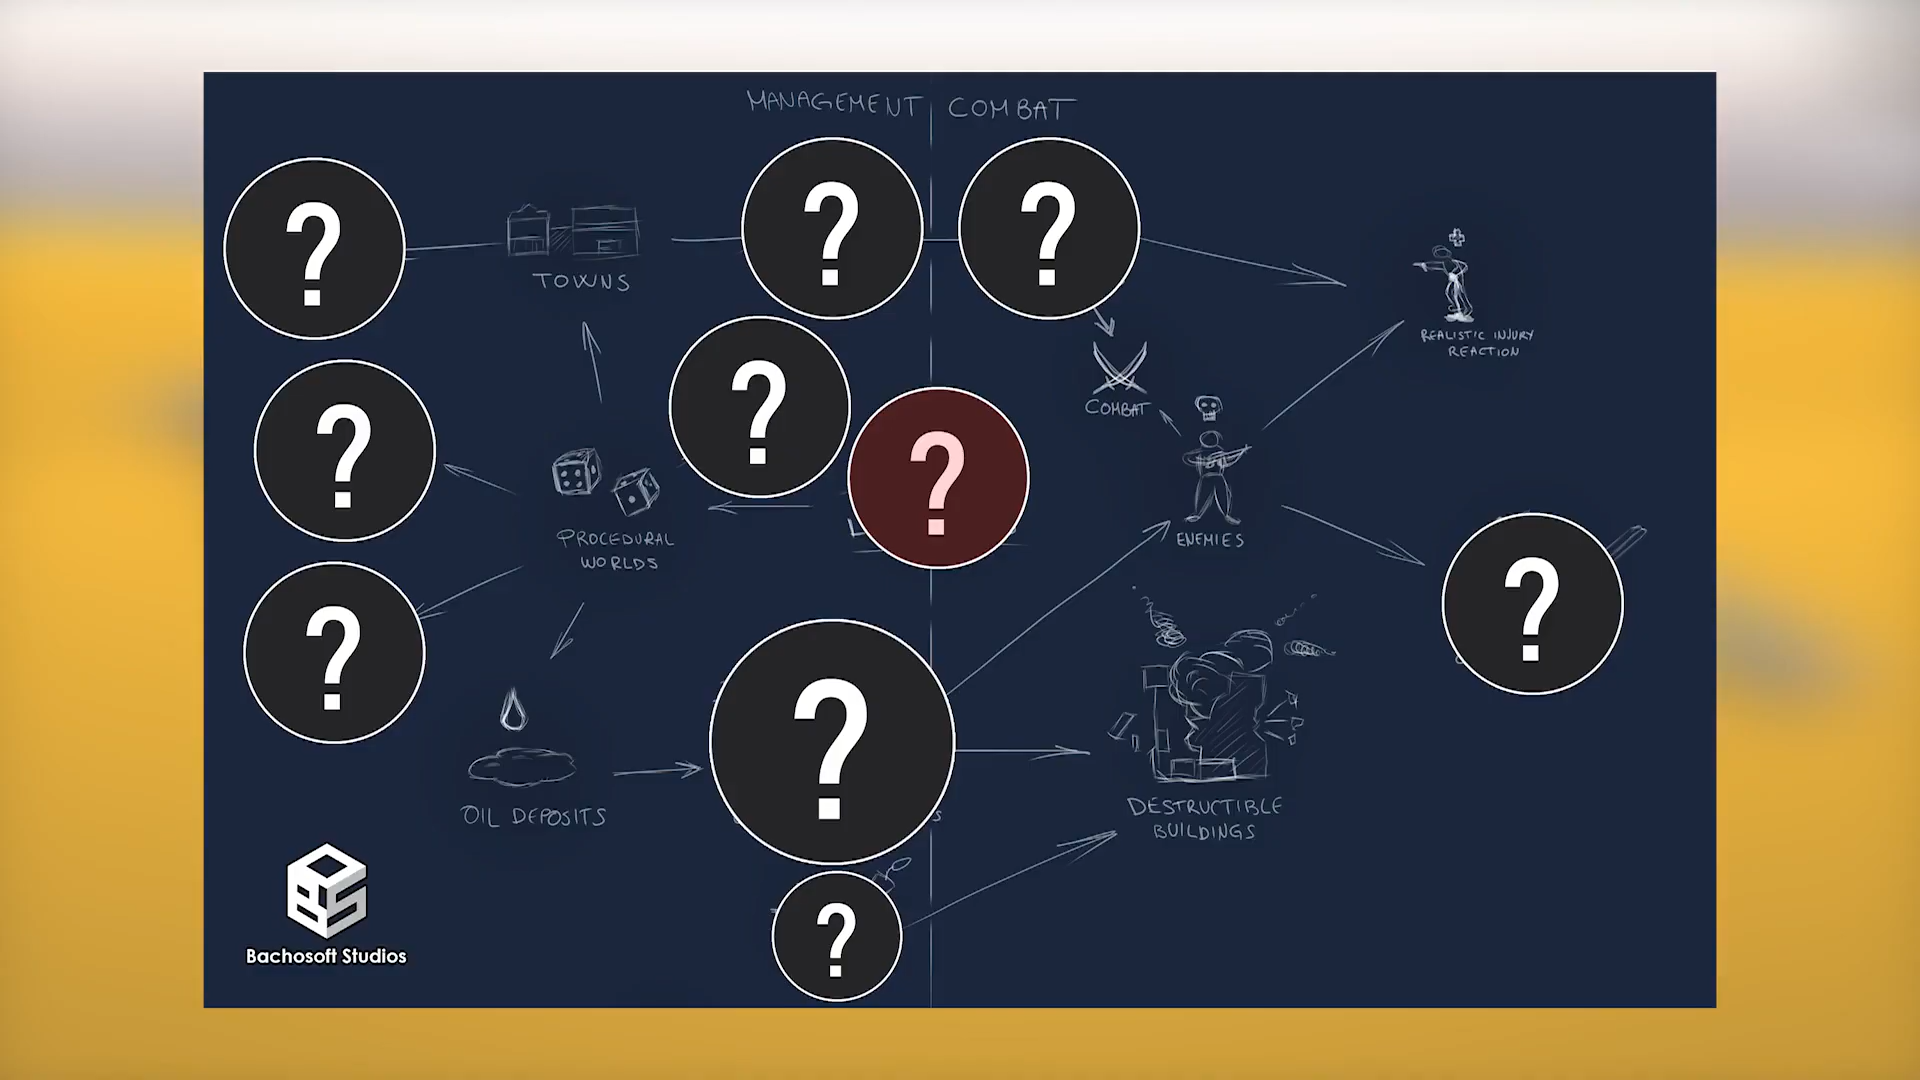 MANAGEMENT COMBAT
?
?
?
TOWNS
?
REALISTIC INJURY
REACTION
?
COMBAT
?
?
ENEMIES
PROCEDURAL
WORLDS
?
?
?
OIL DEPOSITS
DESTRUCTIBLE
BUILDINGS
?
Bachosoft Studios